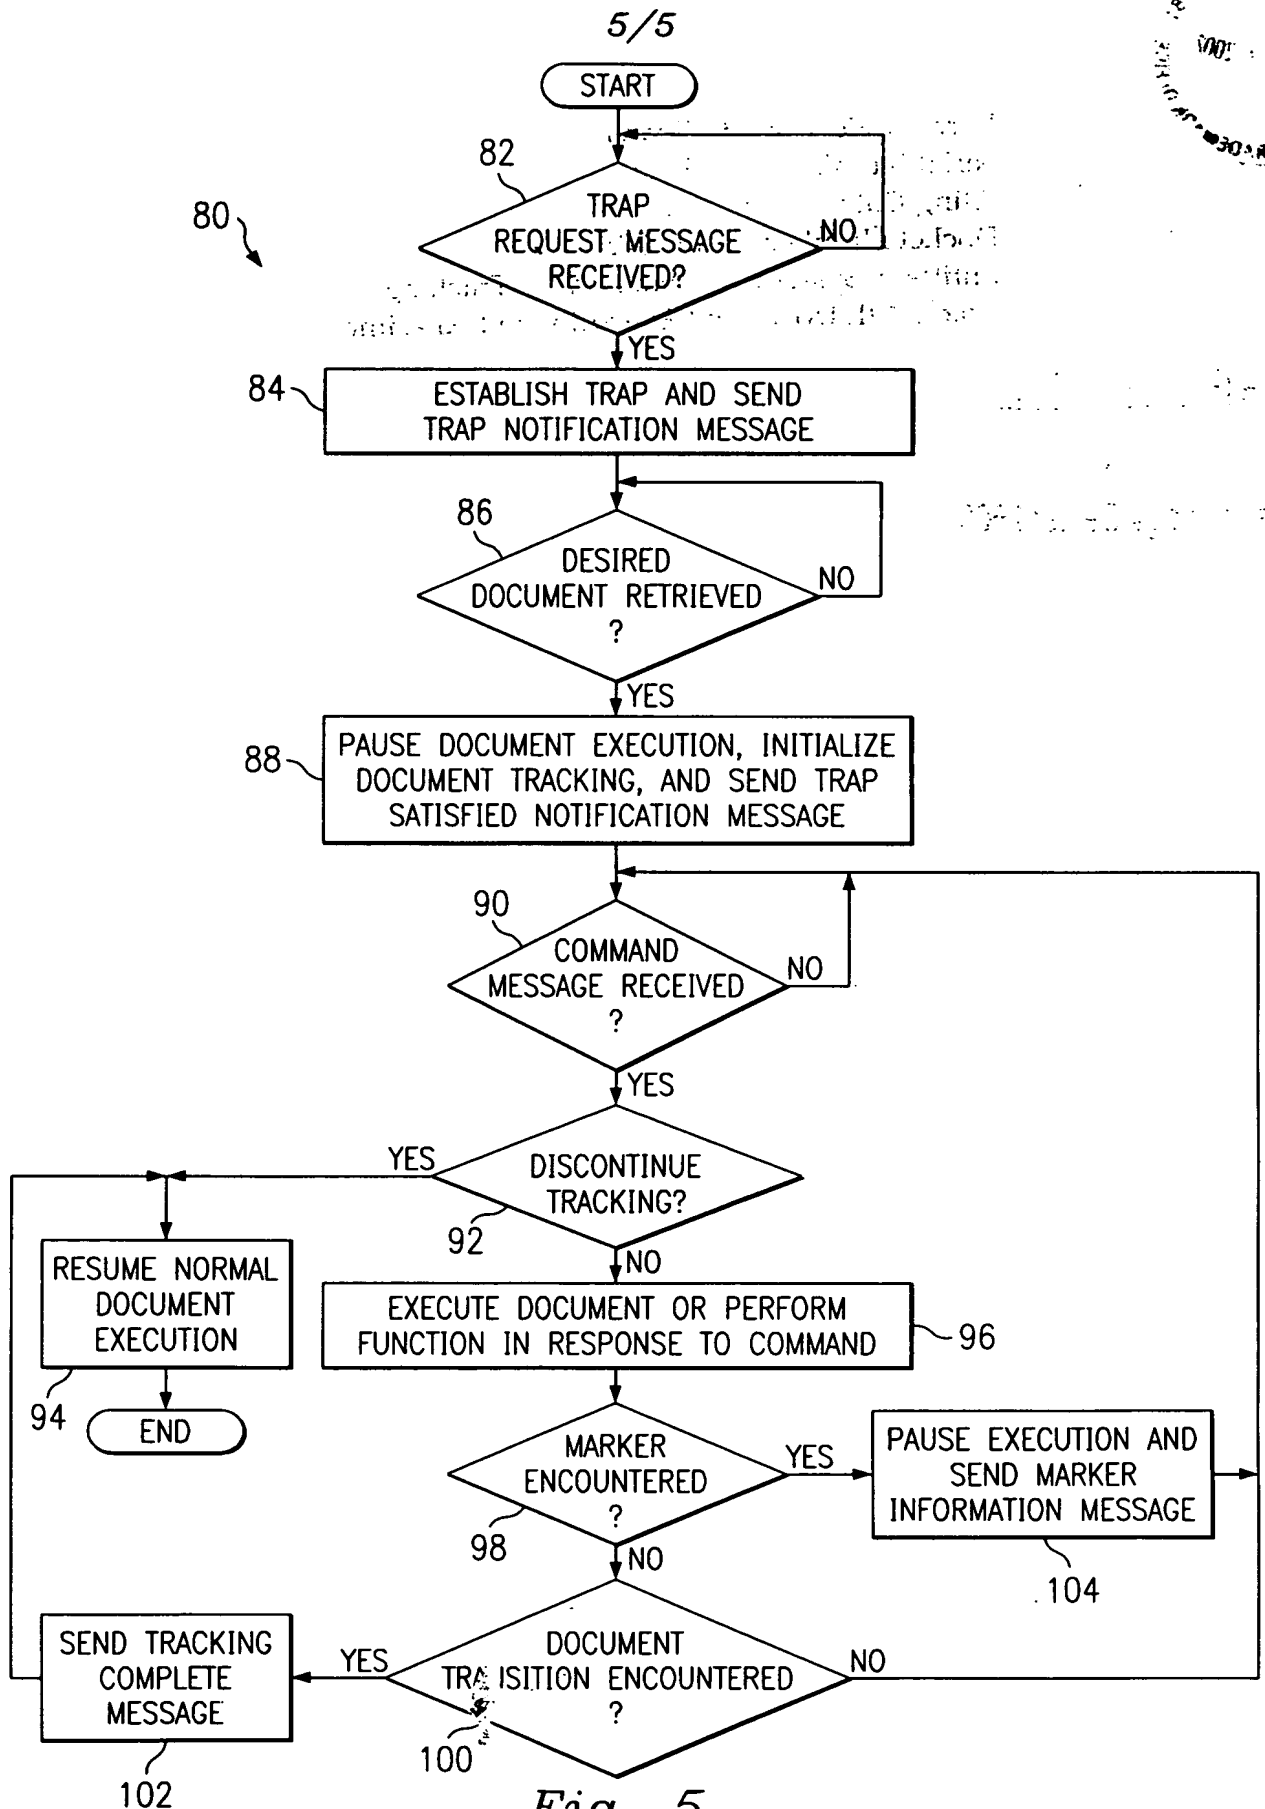 5/5
START
82
80
TRAP
REQUEST MESSAGE
RECEIVED?
NO
YES
84
ESTABLISH TRAP AND SEND
TRAP NOTIFICATION MESSAGE
86
DESIRED
DOCUMENT RETRIEVED
?
NO
YES
88
PAUSE DOCUMENT EXECUTION, INITIALIZE
DOCUMENT TRACKING, AND SEND TRAP
SATISFIED NOTIFICATION MESSAGE
90
COMMAND
MESSAGE RECEIVED
?
NO
YES
YES
DISCONTINUE
TRACKING?
92
NO
RESUME NORMAL
DOCUMENT
EXECUTION
94
END
EXECUTE DOCUMENT OR PERFORM
FUNCTION IN RESPONSE TO COMMAND
96
MARKER
ENCOUNTERED
?
98
YES
NO
PAUSE EXECUTION AND
SEND MARKER
INFORMATION MESSAGE
104
SEND TRACKING
COMPLETE
MESSAGE
102
YES
DOCUMENT
ENCOUNTERED
?
NO
100
Fig. 5